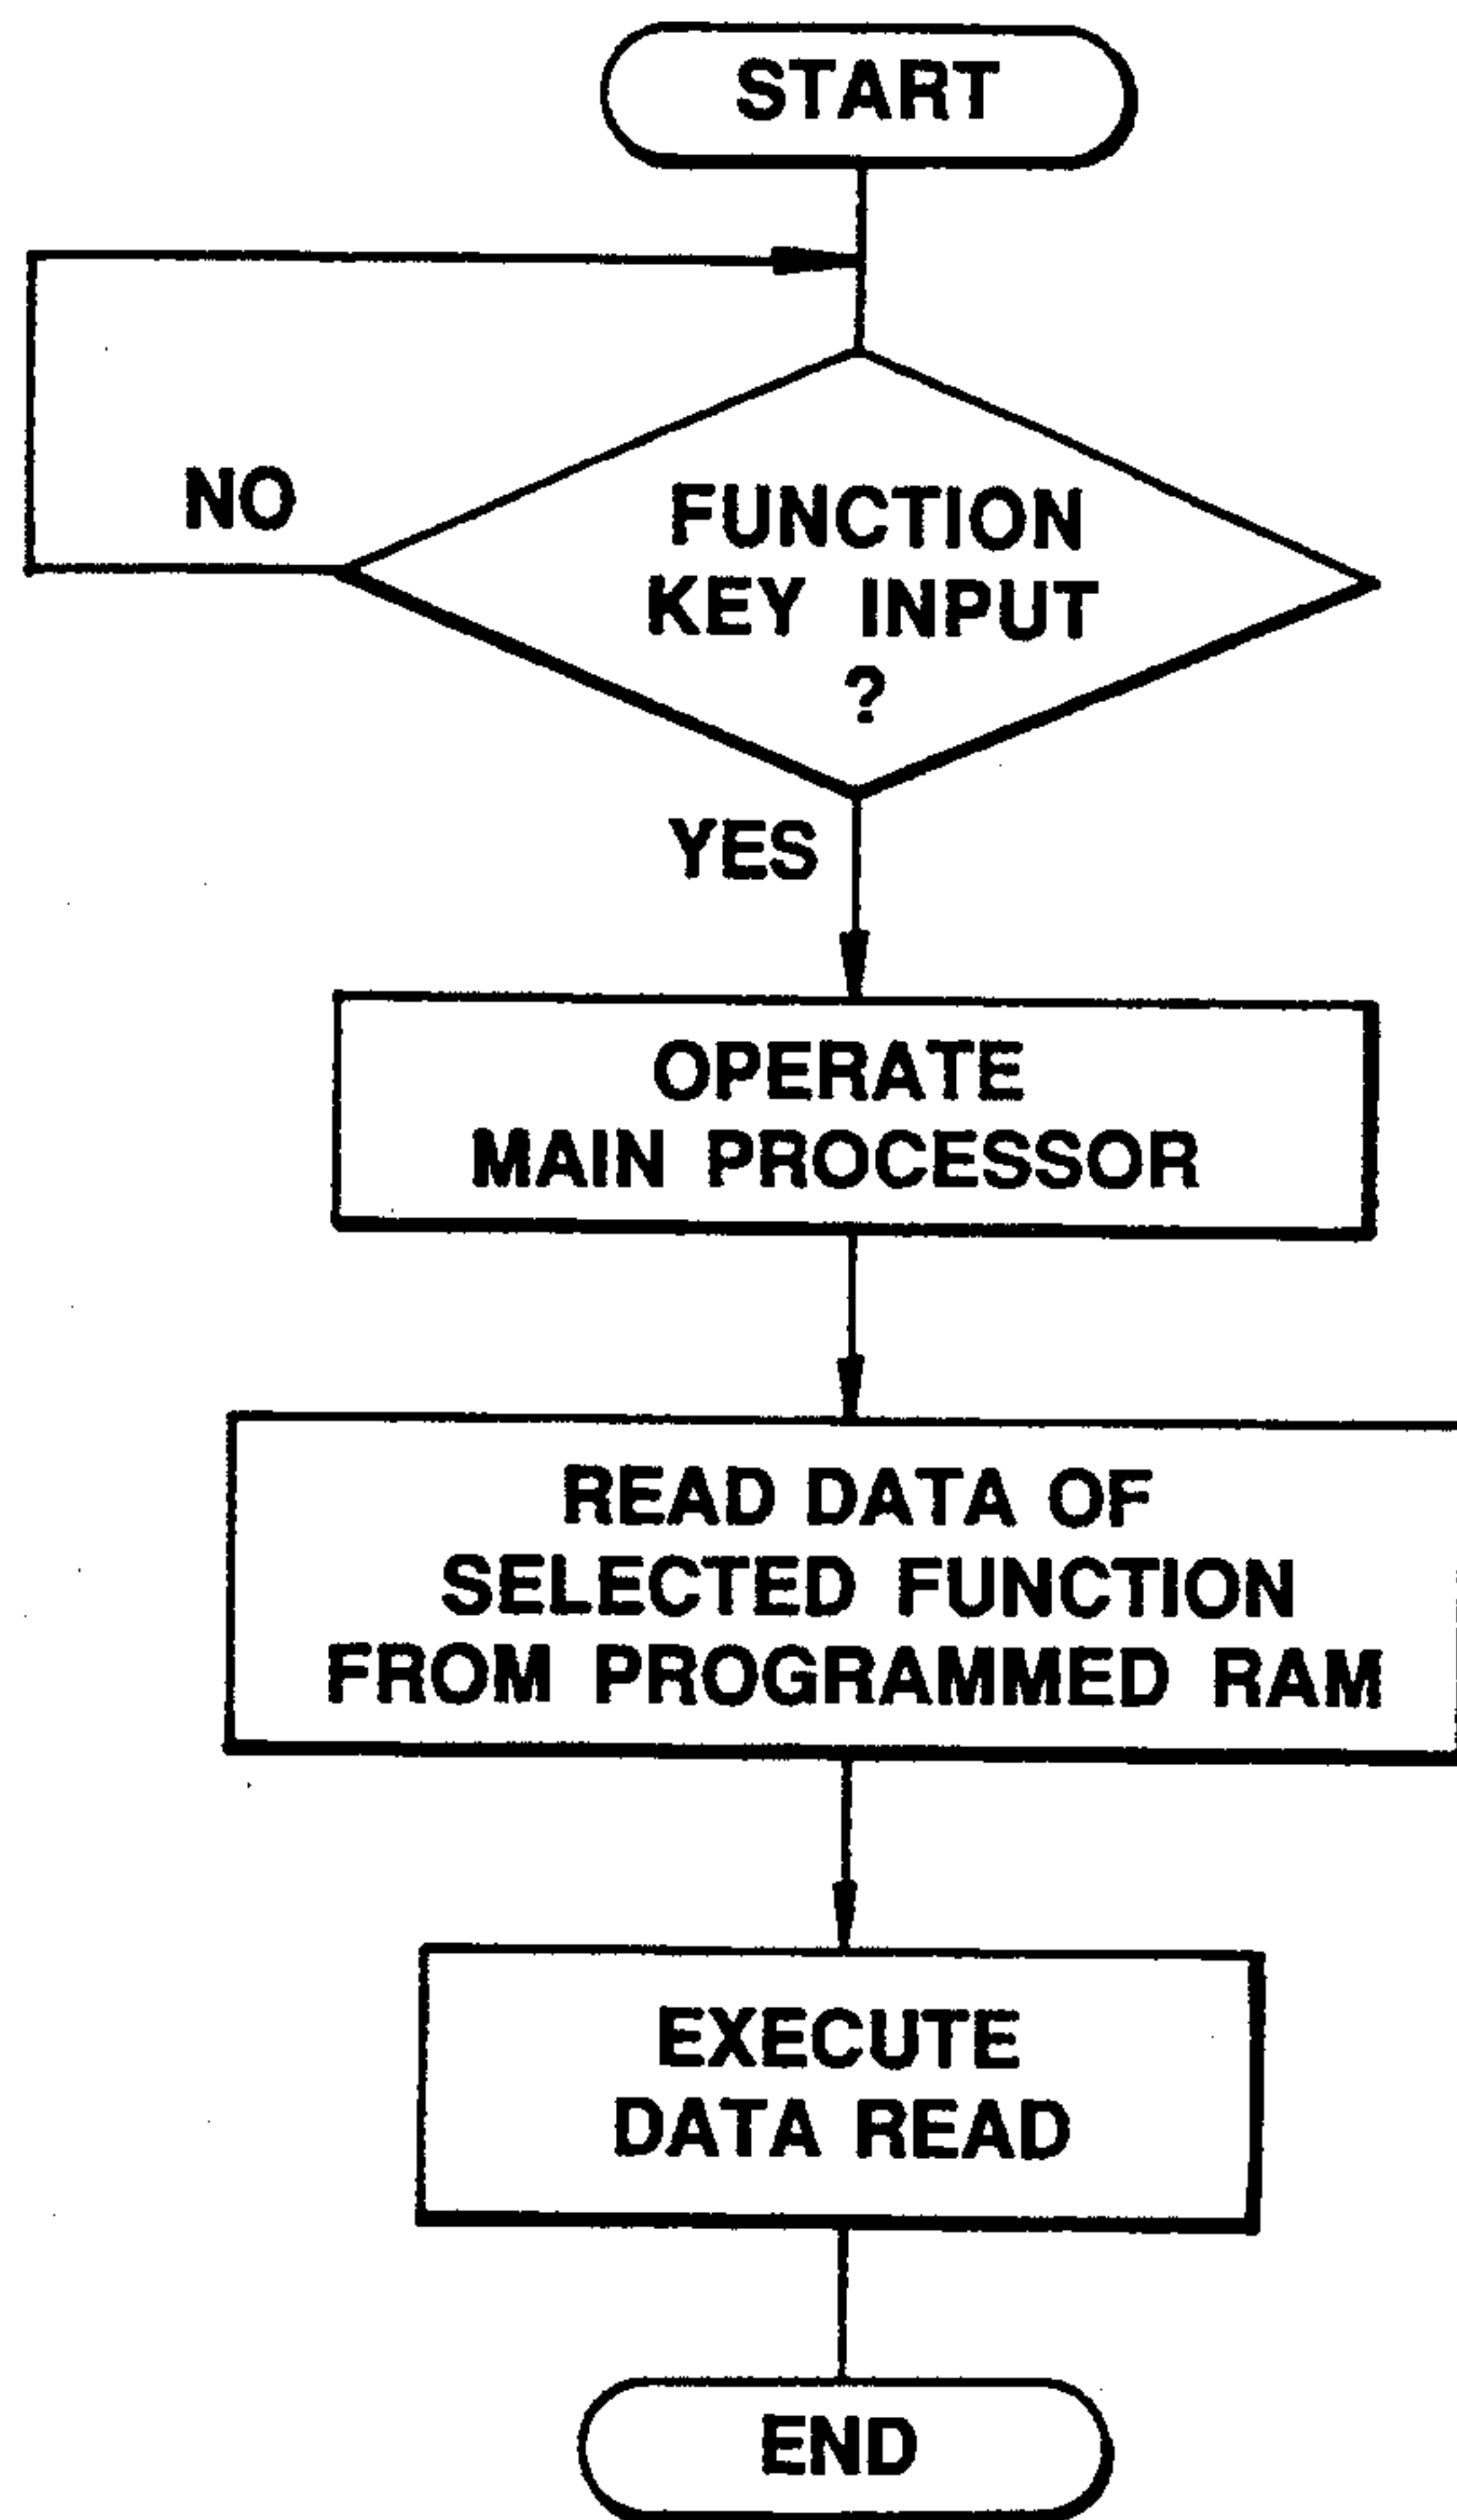 START
NO
FUNCTION
KEY INPUT
?
YES
OPERATE
MAIN PROCESSOR
READ DATA OF
SELECTED FUNCTION
FROM PROGRAMMED RAM
EXECUTE
DATA READ
END